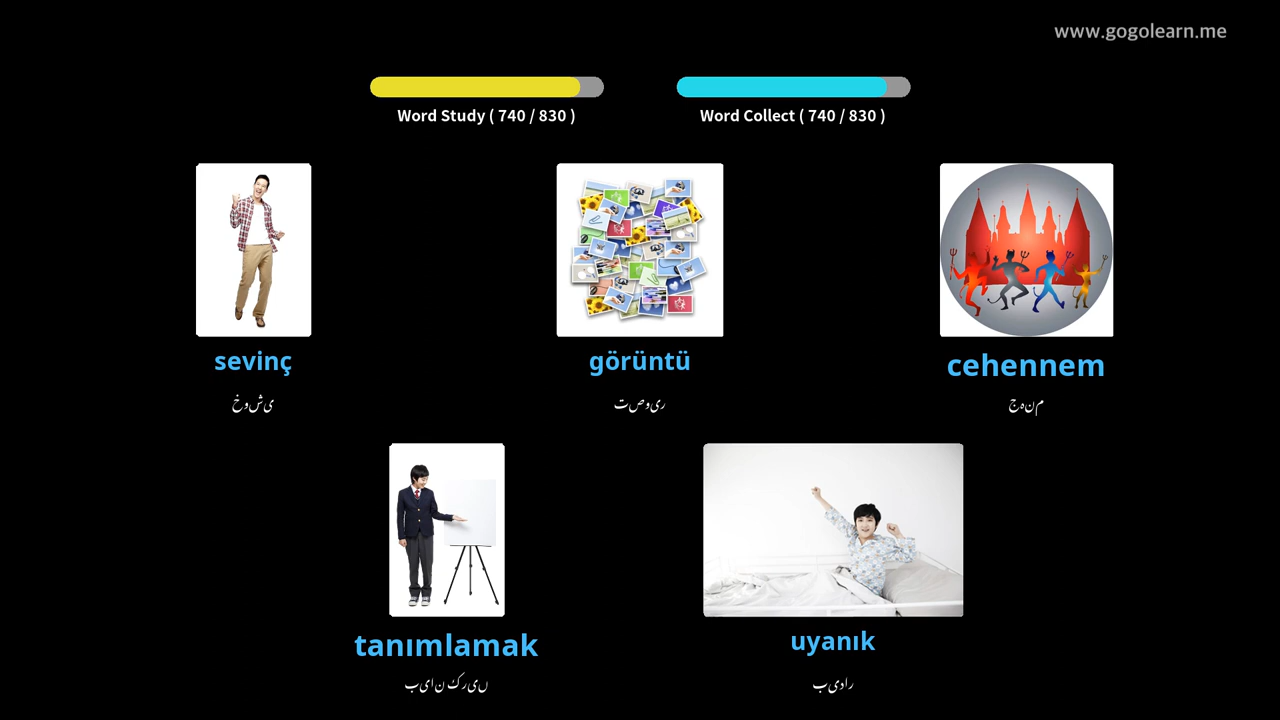 www.gogolearn.me
Word Study ( 740 / 830 )
Word Collect ( 740 / 830 )
sevinç
görüntü
cehennem
خوشی
تصویر
جہنم
tanımlamak
uyanık
بیان کریں
بیدار